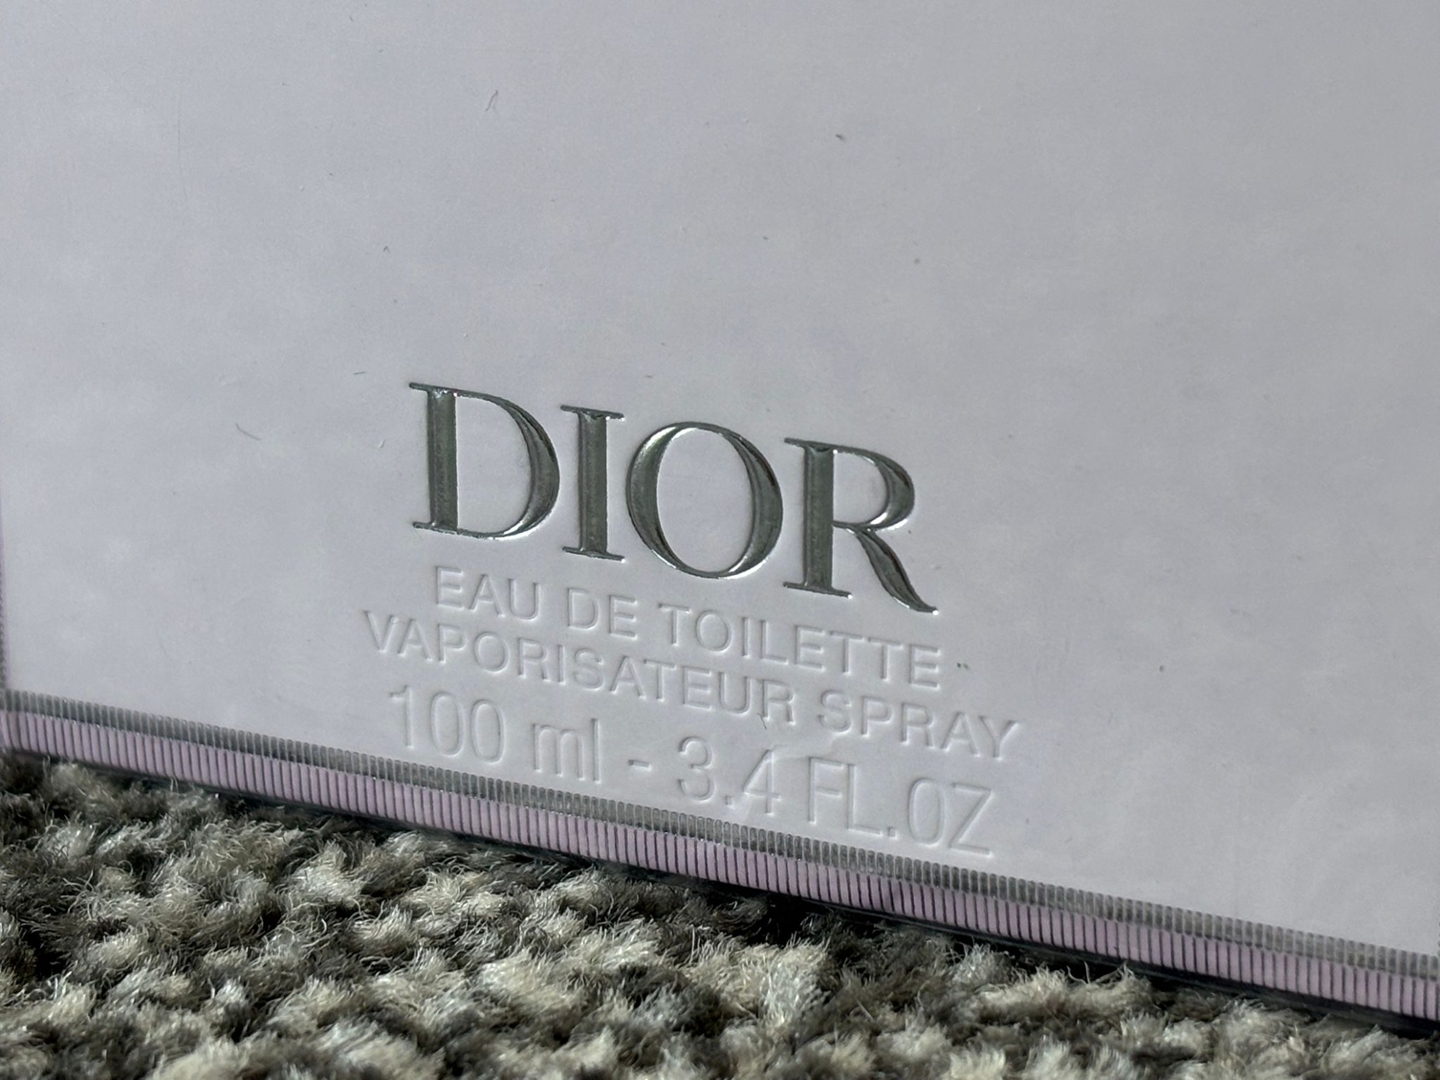 DIOR
EAU DE TOILETTE
VAPORISATEUR SPRAY
100 ml - 3.4 FL.OZ